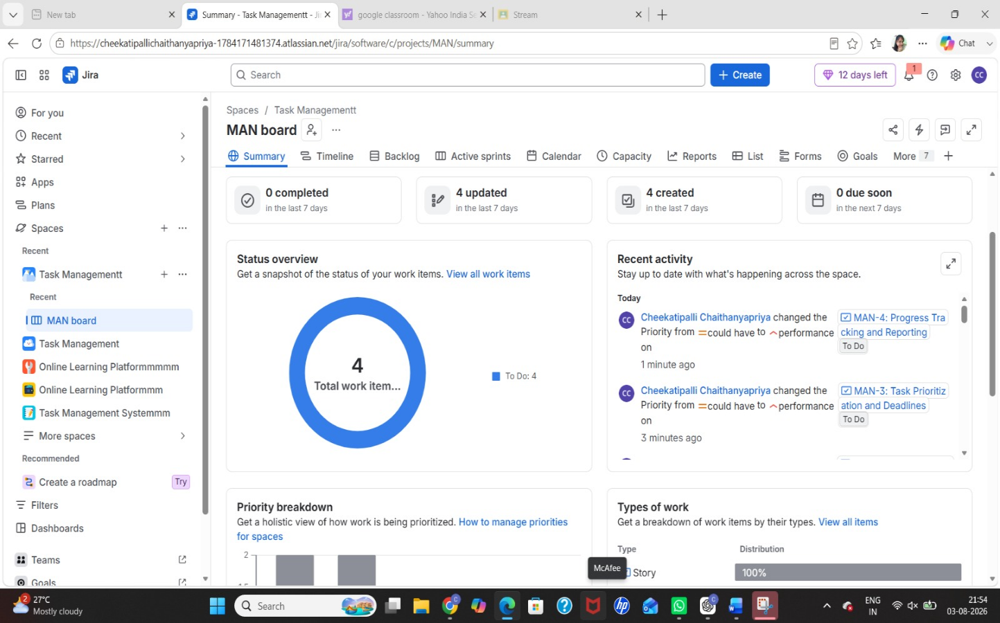 New tab
Summary - Task Managementt - Ji
google classroom - Yahoo India Se
Stream
https://cheekatipallichaithanyapriya-1784171481374.atlassian.net/jira/software/c/projects/MAN/summary
Chat
Jira
Search
Create
12 days left
1
CC
For you
Recent
Starred
Apps
Plans
Spaces
Recent
Task Managementt
Recent
MAN board
Task Management
Online Learning Platformmmmm
Online Learning Platformmm
Task Management Systemmm
More spaces
Recommended
Create a roadmap
Try
Filters
Dashboards
Teams
Goals
Spaces / Task Managementt
MAN board
Summary
Timeline
Backlog
Active sprints
Calendar
Capacity
Reports
List
Forms
Goals
More 7
0 completed
in the last 7 days
4 updated
in the last 7 days
4 created
in the last 7 days
0 due soon
in the next 7 days
Status overview
Get a snapshot of the status of your work items. View all work items
4
Total work item...
To Do: 4
Recent activity
Stay up to date with what's happening across the space.
Today
CC
Cheekatipalli Chaithanyapriya changed the
Priority from could have to performance
on
1 minute ago
MAN-4: Progress Tra
cking and Reporting
To Do
CC
Cheekatipalli Chaithanyapriya changed the
Priority from could have to performance
on
3 minutes ago
MAN-3: Task Prioritiz
ation and Deadlines
To Do
Priority breakdown
Get a holistic view of how work is being prioritized. How to manage priorities
for spaces
2
Types of work
Get a breakdown of work items by their types. View all items
Type
Distribution
McAfee
Story
100%
2
27°C
Mostly cloudy
Search
ENG
IN
21:54
03-08-2026